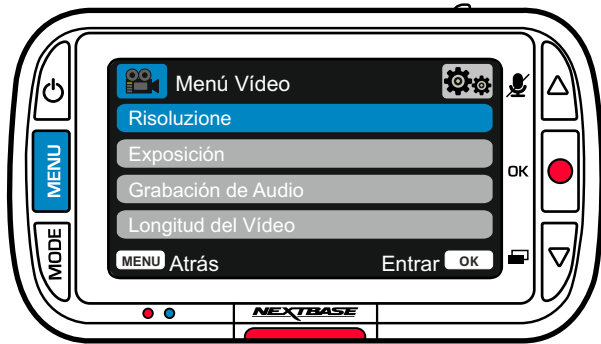 Menú Vídeo
Risoluzione
Exposición
Grabación de Audio
Longitud del Vídeo
MENU Atrás Entrar OK
MENU
MODE
OK
NEXTBASE